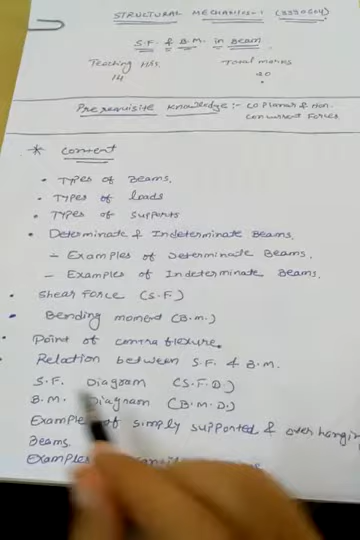 STRUCTURAL MECHANICS-I (3330604)
S.F. & B.M. in Beam
Teaching Hrs. Total marks
14 20
Prerequisite Knowledge :- Coplanar & Non
Concurrent Forces
* Content
• Types of Beams.
• Types of loads
• Types of supports
• Determinate & Indeterminate Beams.
- Examples of Determinate Beams.
- Examples of Indeterminate Beams.
• Shear Force (S.F.)
• Bending moment (B.M.)
• Point of contra flexure.
• Relation between S.F. & B.M.
S.F. Diagram (S.F.D.)
B.M. Diagram (B.M.D.)
Examples of simply supported & over hanging
Beams.
Examples